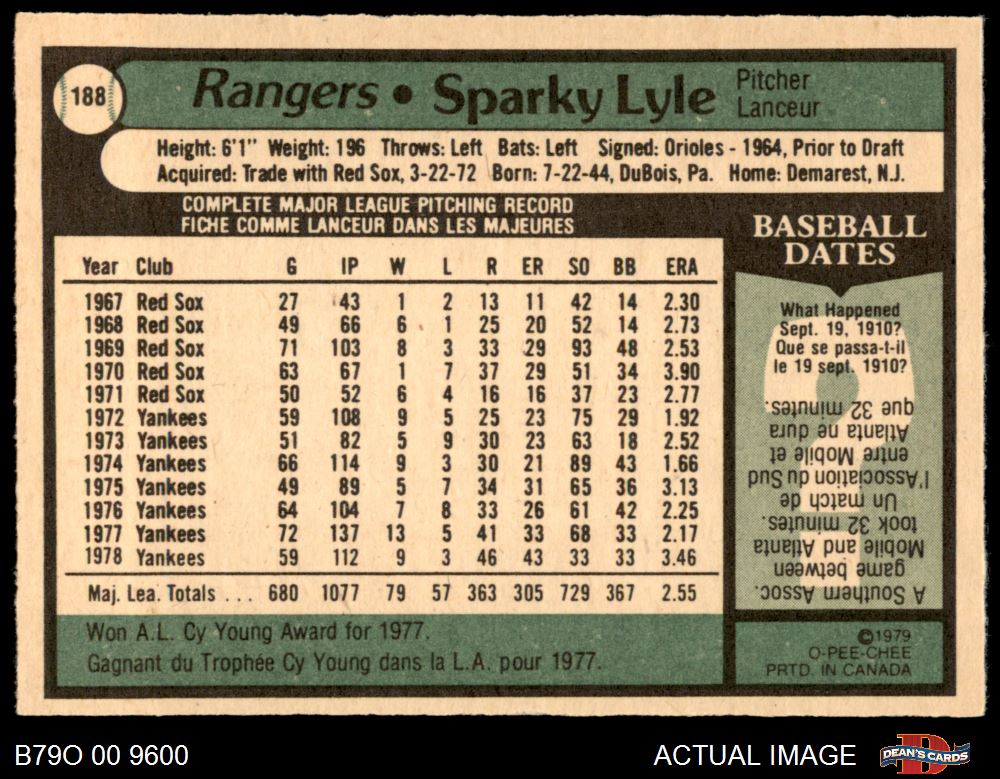 188
Rangers • Sparky Lyle
Pitcher
Lanceur
Height: 6'1" Weight: 196 Throws: Left Bats: Left Signed: Orioles - 1964, Prior to Draft
Acquired: Trade with Red Sox, 3-22-72 Born: 7-22-44, DuBois, Pa. Home: Demarest, N.J.
COMPLETE MAJOR LEAGUE PITCHING RECORD
FICHE COMME LANCEUR DANS LES MAJEURES
Year Club G IP W L R ER SO BB ERA
1967 Red Sox 27 43 1 2 13 11 42 14 2.30
1968 Red Sox 49 66 6 1 25 20 52 14 2.73
1969 Red Sox 71 103 8 3 33 29 93 48 2.53
1970 Red Sox 63 67 1 7 37 29 51 34 3.90
1971 Red Sox 50 52 6 4 16 16 37 23 2.77
1972 Yankees 59 108 9 5 25 23 75 29 1.92
1973 Yankees 51 82 5 9 30 23 63 18 2.52
1974 Yankees 66 114 9 3 30 21 89 43 1.66
1975 Yankees 49 89 5 7 34 31 65 36 3.13
1976 Yankees 64 104 7 8 33 26 61 42 2.25
1977 Yankees 72 137 13 5 41 33 68 33 2.17
1978 Yankees 59 112 9 3 46 43 33 33 3.46
Maj. Lea. Totals . . . 680 1077 79 57 363 305 729 367 2.55
Won A.L. Cy Young Award for 1977.
Gagnant du Trophée Cy Young dans la L.A. pour 1977.
BASEBALL
DATES
2
What Happened
Sept. 19, 1910?
Que se passa-t-il
le 19 sept. 1910?
A Southern Assoc.
game between
Mobile and Atlanta
took 32 minutes.
Un match de
l'Association du Sud
entre Mobile et
Atlanta ne dura
que 32 minutes.
©1979
O-PEE-CHEE
PRTD. IN CANADA
B79O 00 9600
ACTUAL IMAGE
DEAN'S CARDS